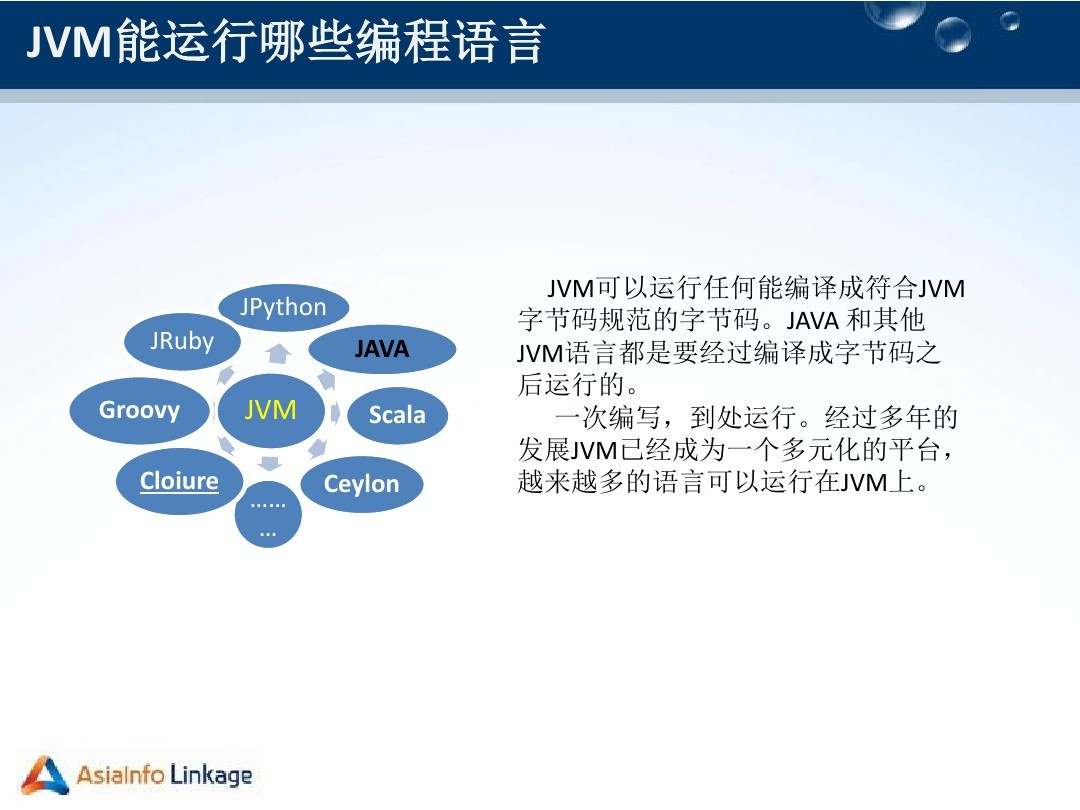 JVM能运行哪些编程语言
JPython
JRuby
JAVA
Groovy
JVM
Scala
Cloiure
Ceylon
……
…
JVM可以运行任何能编译成符合JVM
字节码规范的字节码。JAVA 和其他
JVM语言都是要经过编译成字节码之
后运行的。
一次编写，到处运行。经过多年的
发展JVM已经成为一个多元化的平台，
越来越多的语言可以运行在JVM上。
AsiaInfo Linkage